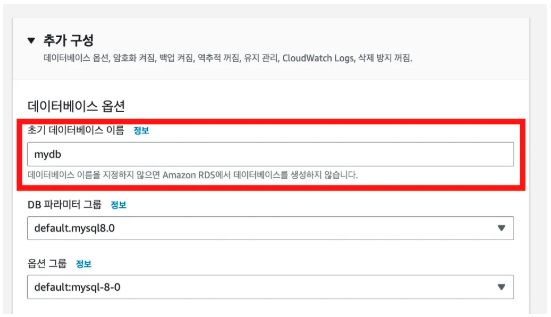 추가 구성
데이터베이스 옵션, 암호화 켜짐, 백업 켜짐, 역추적 꺼짐, 유지 관리, CloudWatch Logs, 삭제 방지 꺼짐.
데이터베이스 옵션
초기 데이터베이스 이름 정보
mydb
데이터베이스 이름을 지정하지 않으면 Amazon RDS에서 데이터베이스를 생성하지 않습니다.
DB 파라미터 그룹 정보
default.mysql8.0
옵션 그룹 정보
default:mysql-8-0